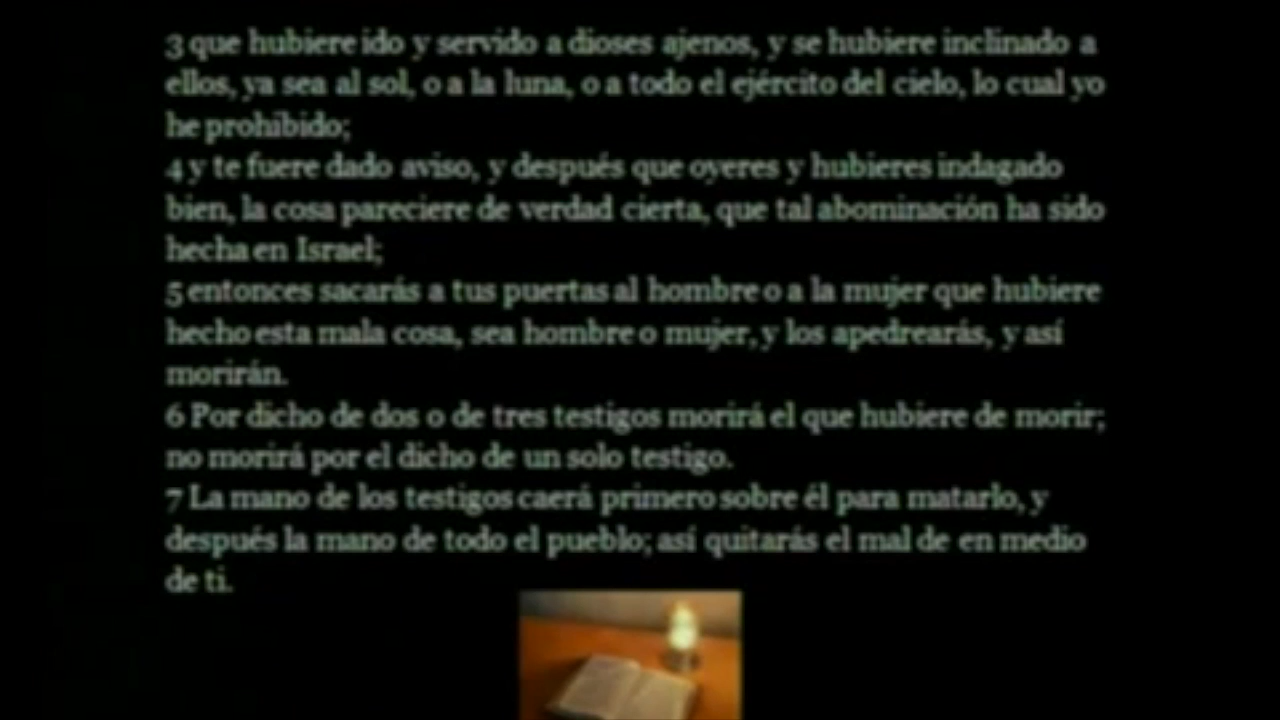 3 que hubiere ido y servido a dioses ajenos, y se hubiere inclinado a
ellos, ya sea al sol, o a la luna, o a todo el ejército del cielo, lo cual yo
he prohibido;
4 y te fuere dado aviso, y después que oyeres y hubieres indagado
bien, la cosa pareciere de verdad cierta, que tal abominación ha sido
hecha en Israel;
5 entonces sacarás a tus puertas al hombre o a la mujer que hubiere
hecho esta mala cosa, sea hombre o mujer, y los apedrearás, y así
morirán.
6 Por dicho de dos o de tres testigos morirá el que hubiere de morir;
no morirá por el dicho de un solo testigo.
7 La mano de los testigos caerá primero sobre él para matarlo, y
después la mano de todo el pueblo; así quitarás el mal de en medio
de ti.